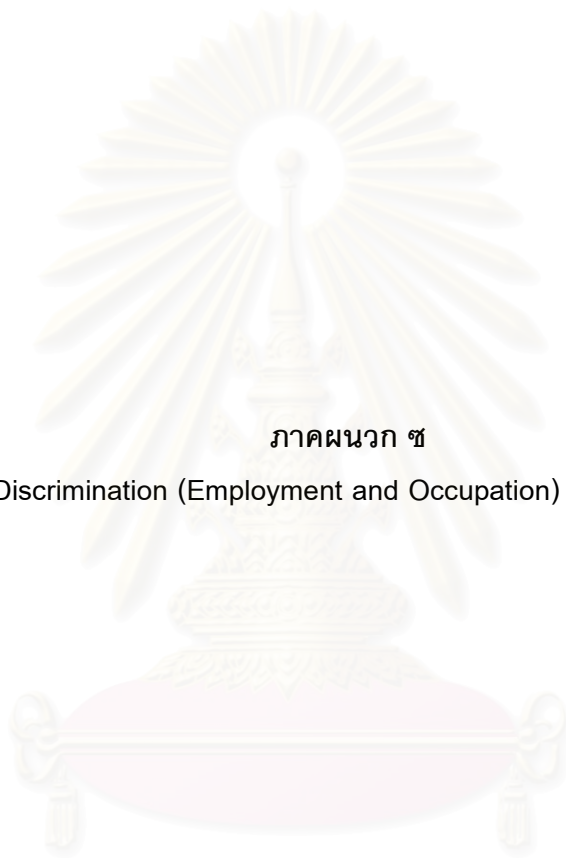 ภาคผนวก ซ
Discrimination (Employment and Occupation)